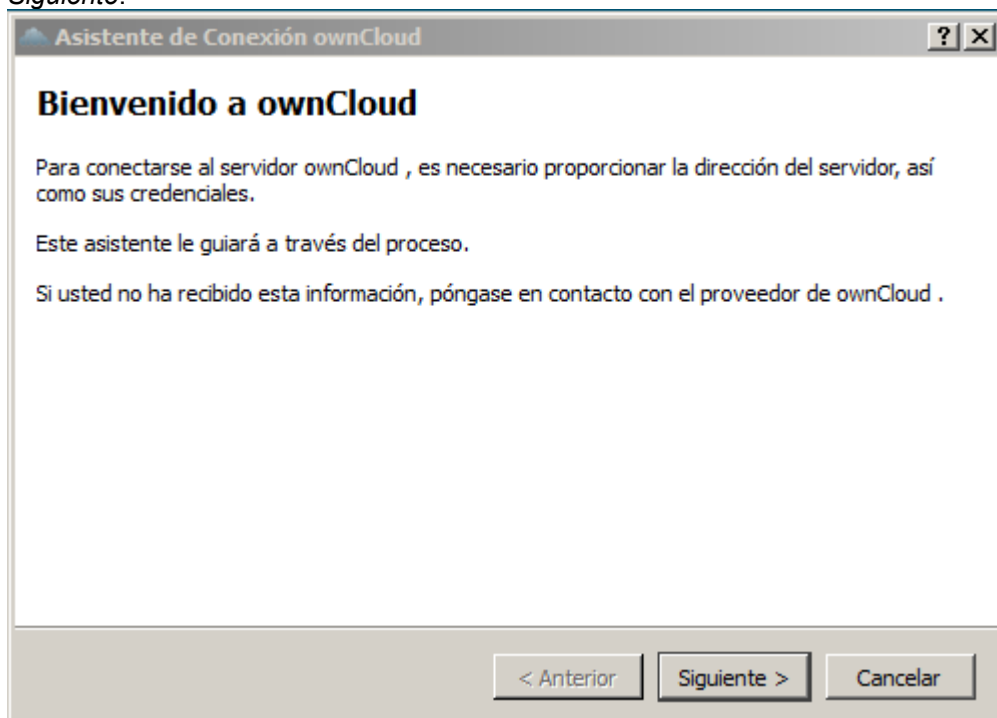 Siguiente.
Asistente de Conexión ownCloud
Bienvenido a ownCloud
Para conectarse al servidor ownCloud , es necesario proporcionar la dirección del servidor, así
como sus credenciales.
Este asistente le guiará a través del proceso.
Si usted no ha recibido esta información, póngase en contacto con el proveedor de ownCloud .
< Anterior
Siguiente >
Cancelar